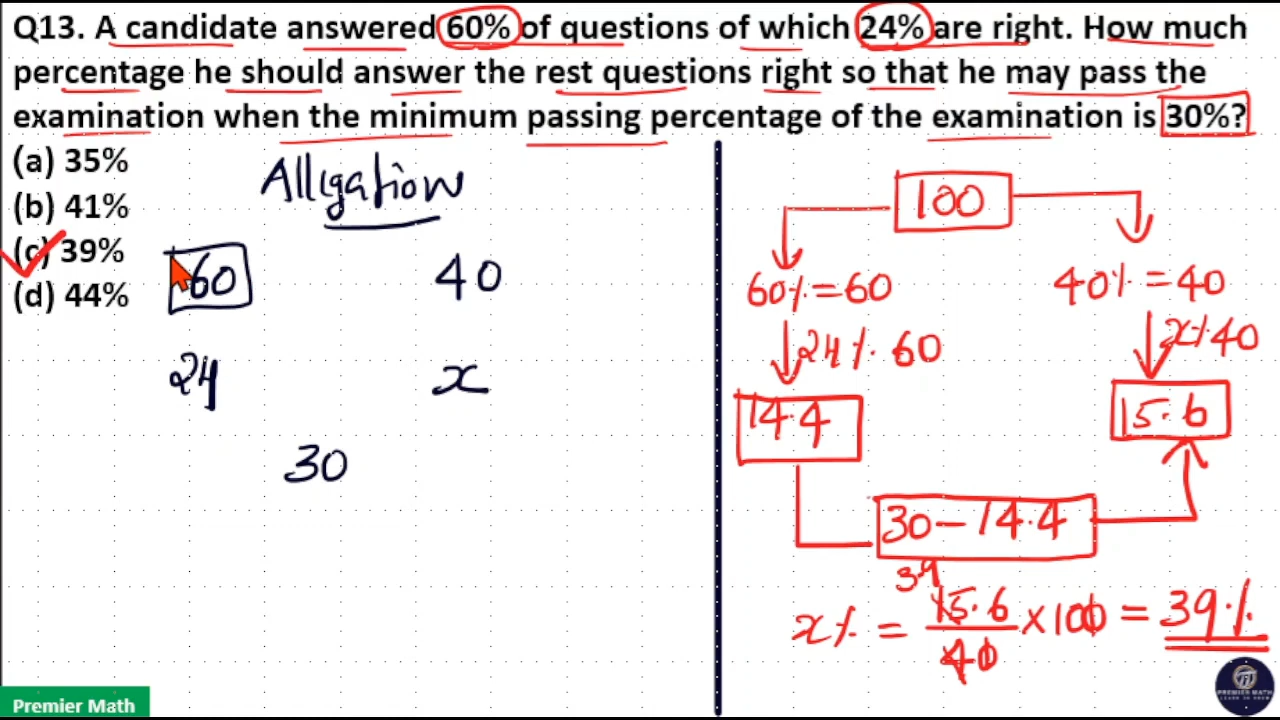 Q13. A candidate answered 60% of questions of which 24% are right. How much
percentage he should answer the rest questions right so that he may pass the
examination when the minimum passing percentage of the examination is 30%?
(a) 35%
(b) 41%
(c) 39%
(d) 44%
Alligation
60 40
24 x
30
100
60% = 60 40% = 40
24% 60 x% 40
14.4 15.6
30 - 14.4
39
x% = 15.6/40 × 100 = 39%
Premier Math
PREMIER MATH